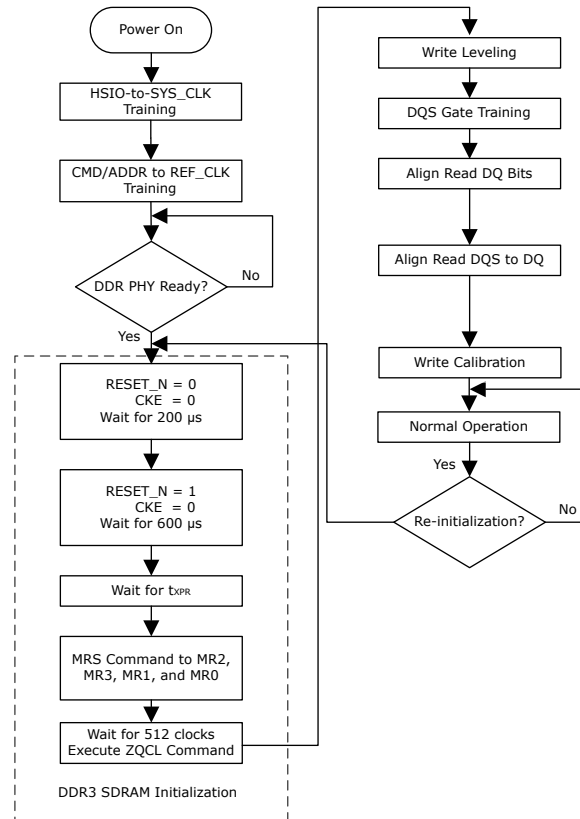 Power On
HSIO-to-SYS_CLK
Training
CMD/ADDR to REF_CLK
Training
DDR PHY Ready?
No
Yes
RESET_N = 0
CKE = 0
Wait for 200 µs
RESET_N = 1
CKE = 0
Wait for 600 µs
Wait for tXPR
MRS Command to MR2,
MR3, MR1, and MR0
Wait for 512 clocks
Execute ZQCL Command
DDR3 SDRAM Initialization
Write Leveling
DQS Gate Training
Align Read DQ Bits
Align Read DQS to DQ
Write Calibration
Normal Operation
Yes
Re-initialization?
No